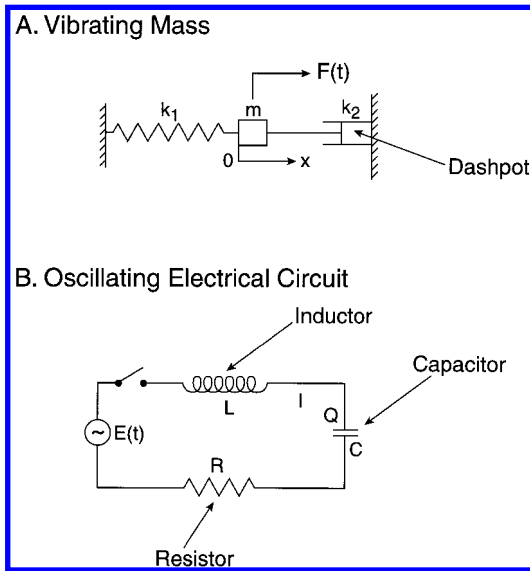 A. Vibrating Mass
F(t)
k1
m
k2
0
x
Dashpot
B. Oscillating Electrical Circuit
Inductor
Capacitor
L
I
Q
~
E(t)
C
R
Resistor